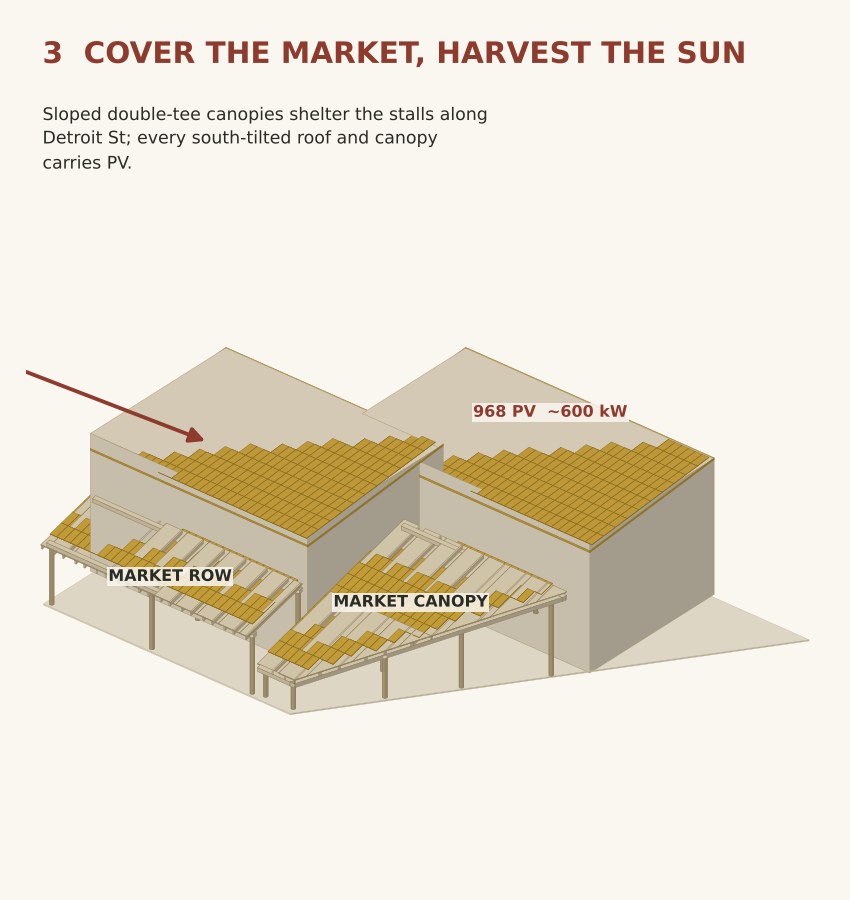 3 COVER THE MARKET, HARVEST THE SUN
Sloped double-tee canopies shelter the stalls along
Detroit St; every south-tilted roof and canopy
carries PV.
968 PV ~600 kW
MARKET ROW
MARKET CANOPY